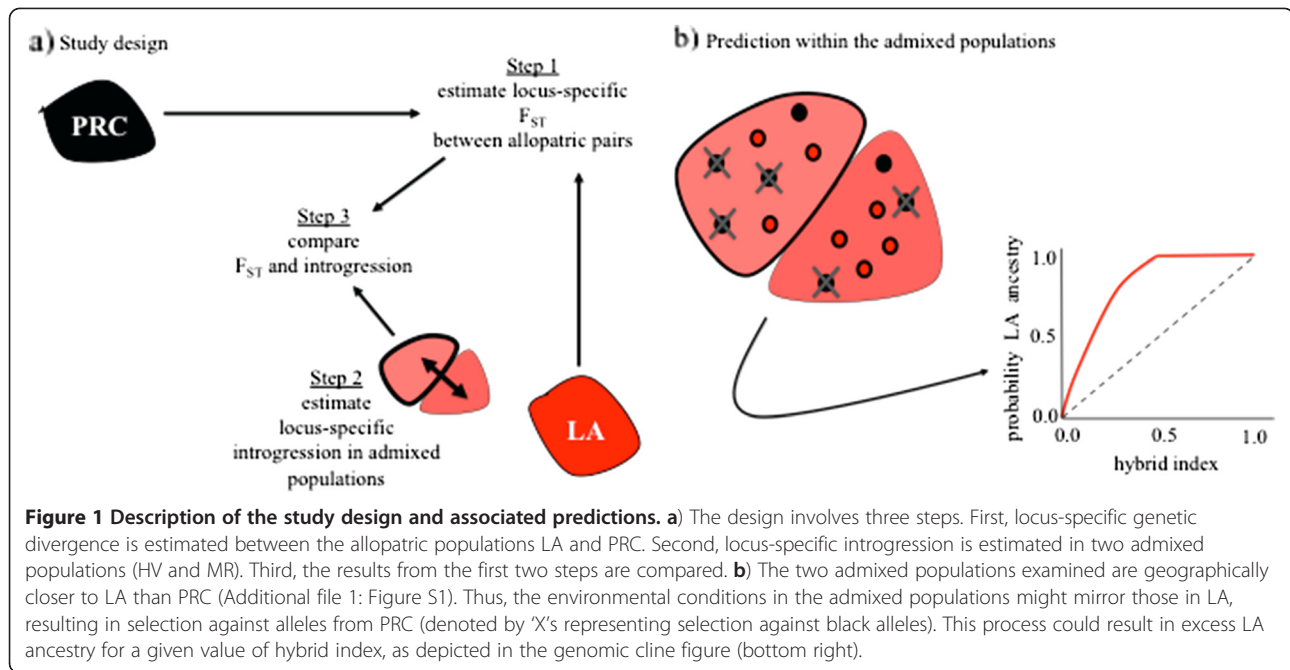 a) Study design
PRC
Step 1
estimate locus-specific
F_ST
between allopatric pairs
Step 3
compare
F_ST and introgression
Step 2
estimate
locus-specific
introgression in admixed
populations
LA
b) Prediction within the admixed populations
probability LA ancestry
1.0
0.5
0.0
0.0 0.5 1.0
hybrid index
Figure 1 Description of the study design and associated predictions. a) The design involves three steps. First, locus-specific genetic
divergence is estimated between the allopatric populations LA and PRC. Second, locus-specific introgression is estimated in two admixed
populations (HV and MR). Third, the results from the first two steps are compared. b) The two admixed populations examined are geographically
closer to LA than PRC (Additional file 1: Figure S1). Thus, the environmental conditions in the admixed populations might mirror those in LA,
resulting in selection against alleles from PRC (denoted by ‘X’s representing selection against black alleles). This process could result in excess LA
ancestry for a given value of hybrid index, as depicted in the genomic cline figure (bottom right).